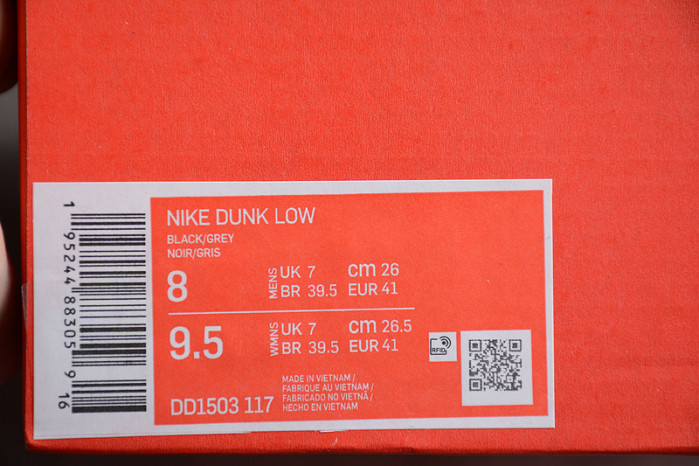 NIKE DUNK LOW
BLACK/GREY
NOIR/GRIS
8 MENS UK 7 cm 26
BR 39.5 EUR 41
9.5 WMNS UK 7 cm 26.5
BR 39.5 EUR 41
RFID
MADE IN VIETNAM /
FABRIQUE AU VIETNAM /
FABRICADO NO VIETNÃ /
HECHO EN VIETNAM
DD1503 117
1 95244 88305 9 16